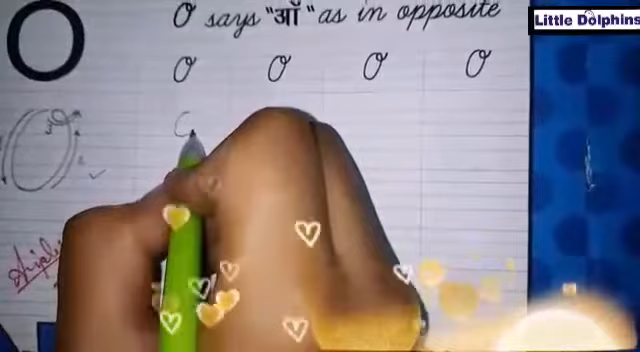 O
O says "ऑ" as in opposite
Little Dolphins
O O O O